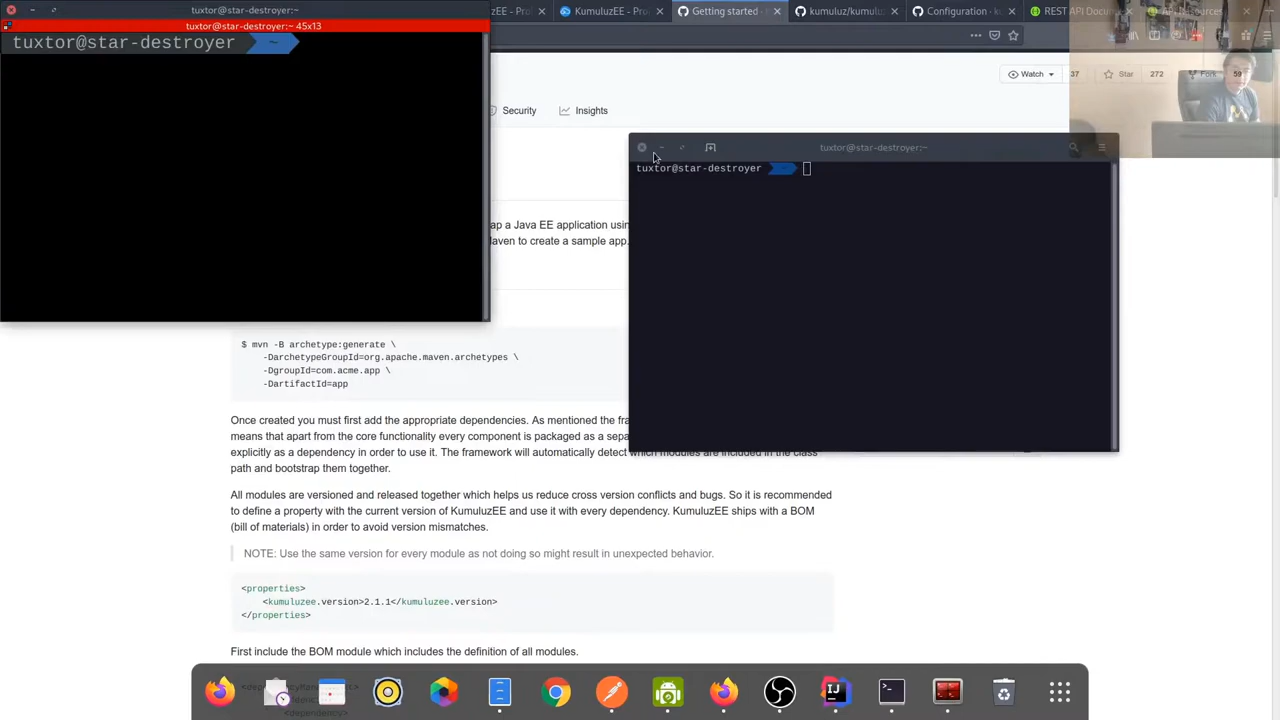 tuxtor@star-destroyer:~
tuxtor@star-destroyer:~ 45x13
tuxtor@star-destroyer ~
KumuluzEE - Pro
Getting started -
kumuluz/kumulu
Configuration - ku
REST API Docume
API Resources
Watch 37
Star 272
Fork 59
Security
Insights
tuxtor@star-destroyer:~
tuxtor@star-destroyer ~
ap a Java EE application usin
Maven to create a sample app.
$ mvn -B archetype:generate \
-DarchetypeGroupId=org.apache.maven.archetypes \
-DgroupId=com.acme.app \
-DartifactId=app
Once created you must first add the appropriate dependencies. As mentioned the fra
means that apart from the core functionality every component is packaged as a sepa
explicitly as a dependency in order to use it. The framework will automatically detect which modules are included in the class
path and bootstrap them together.
All modules are versioned and released together which helps us reduce cross version conflicts and bugs. So it is recommended
to define a property with the current version of KumuluzEE and use it with every dependency. KumuluzEE ships with a BOM
(bill of materials) in order to avoid version mismatches.
NOTE: Use the same version for every module as not doing so might result in unexpected behavior.
<properties>
<kumuluzee.version>2.1.1</kumuluzee.version>
</properties>
First include the BOM module which includes the definition of all modules.